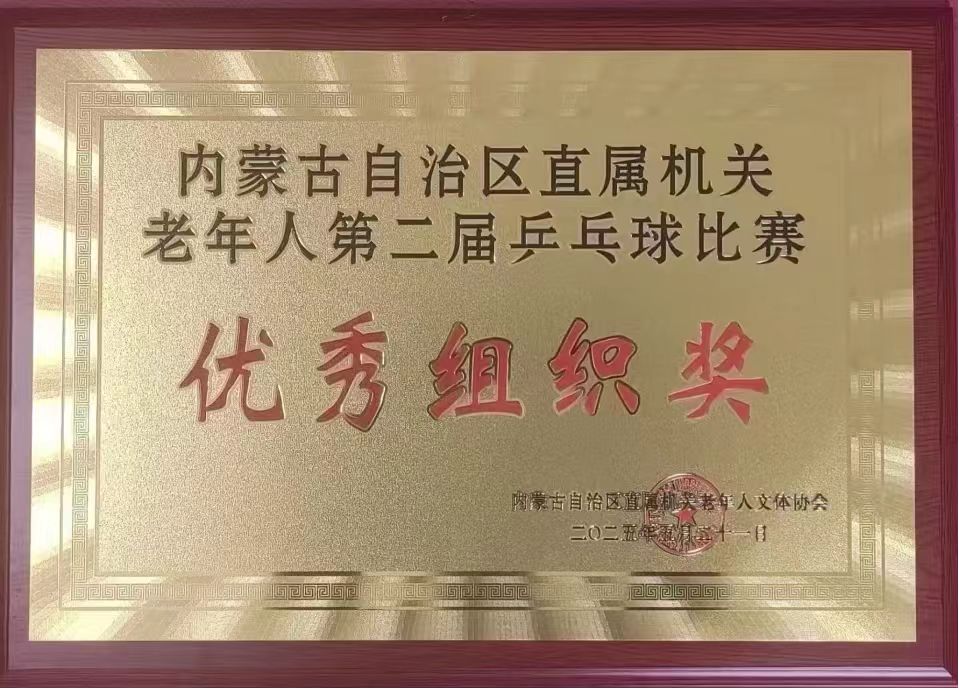 内蒙古自治区直属机关
老年人第二届乒乓球比赛
优秀组织奖
内蒙古自治区直属机关老年人文体协会
二〇二五年五月三十一日